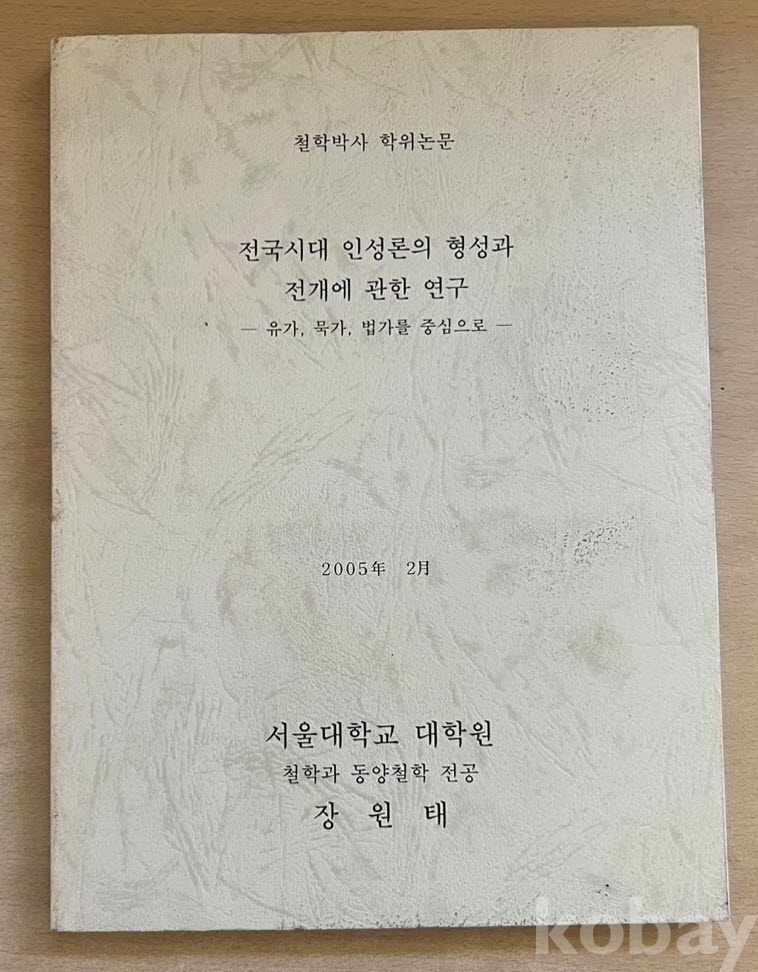 철학박사 학위논문
전국시대 인성론의 형성과
전개에 관한 연구
― 유가, 묵가, 법가를 중심으로 ―
2005年 2月
서울대학교 대학원
철학과 동양철학 전공
장 원 태
kobay